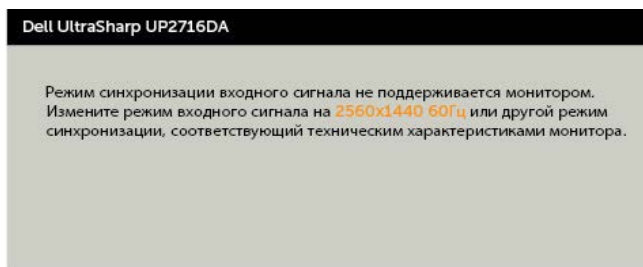 Dell UltraSharp UP2716DA
Режим синхронизации входного сигнала не поддерживается монитором.
Измените режим входного сигнала на 2560x1440 60Гц или другой режим
синхронизации, соответствующий техническим характеристиками монитора.